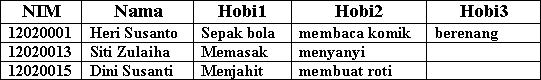 NIM Nama Hobi1 Hobi2 Hobi3
12020001 Heri Susanto Sepak bola membaca komik berenang
12020013 Siti Zulaiha Memasak menyanyi
12020015 Dini Susanti Menjahit membuat roti